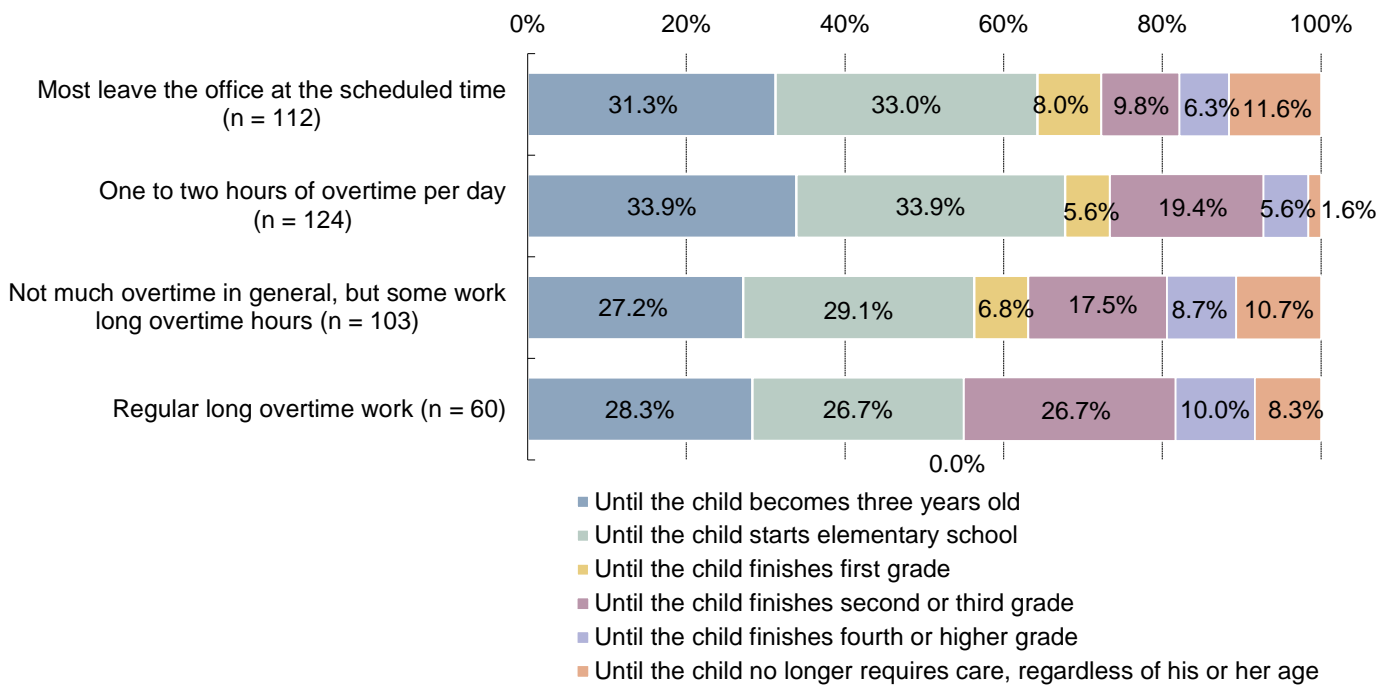 0% 20% 40% 60% 80% 100%
Most leave the office at the scheduled time
(n = 112)
31.3% 33.0% 8.0% 9.8% 6.3% 11.6%
One to two hours of overtime per day
(n = 124)
33.9% 33.9% 5.6% 19.4% 5.6% 1.6%
Not much overtime in general, but some work
long overtime hours (n = 103)
27.2% 29.1% 6.8% 17.5% 8.7% 10.7%
Regular long overtime work (n = 60)
28.3% 26.7% 26.7% 10.0% 8.3%
0.0%
Until the child becomes three years old
Until the child starts elementary school
Until the child finishes first grade
Until the child finishes second or third grade
Until the child finishes fourth or higher grade
Until the child no longer requires care, regardless of his or her age